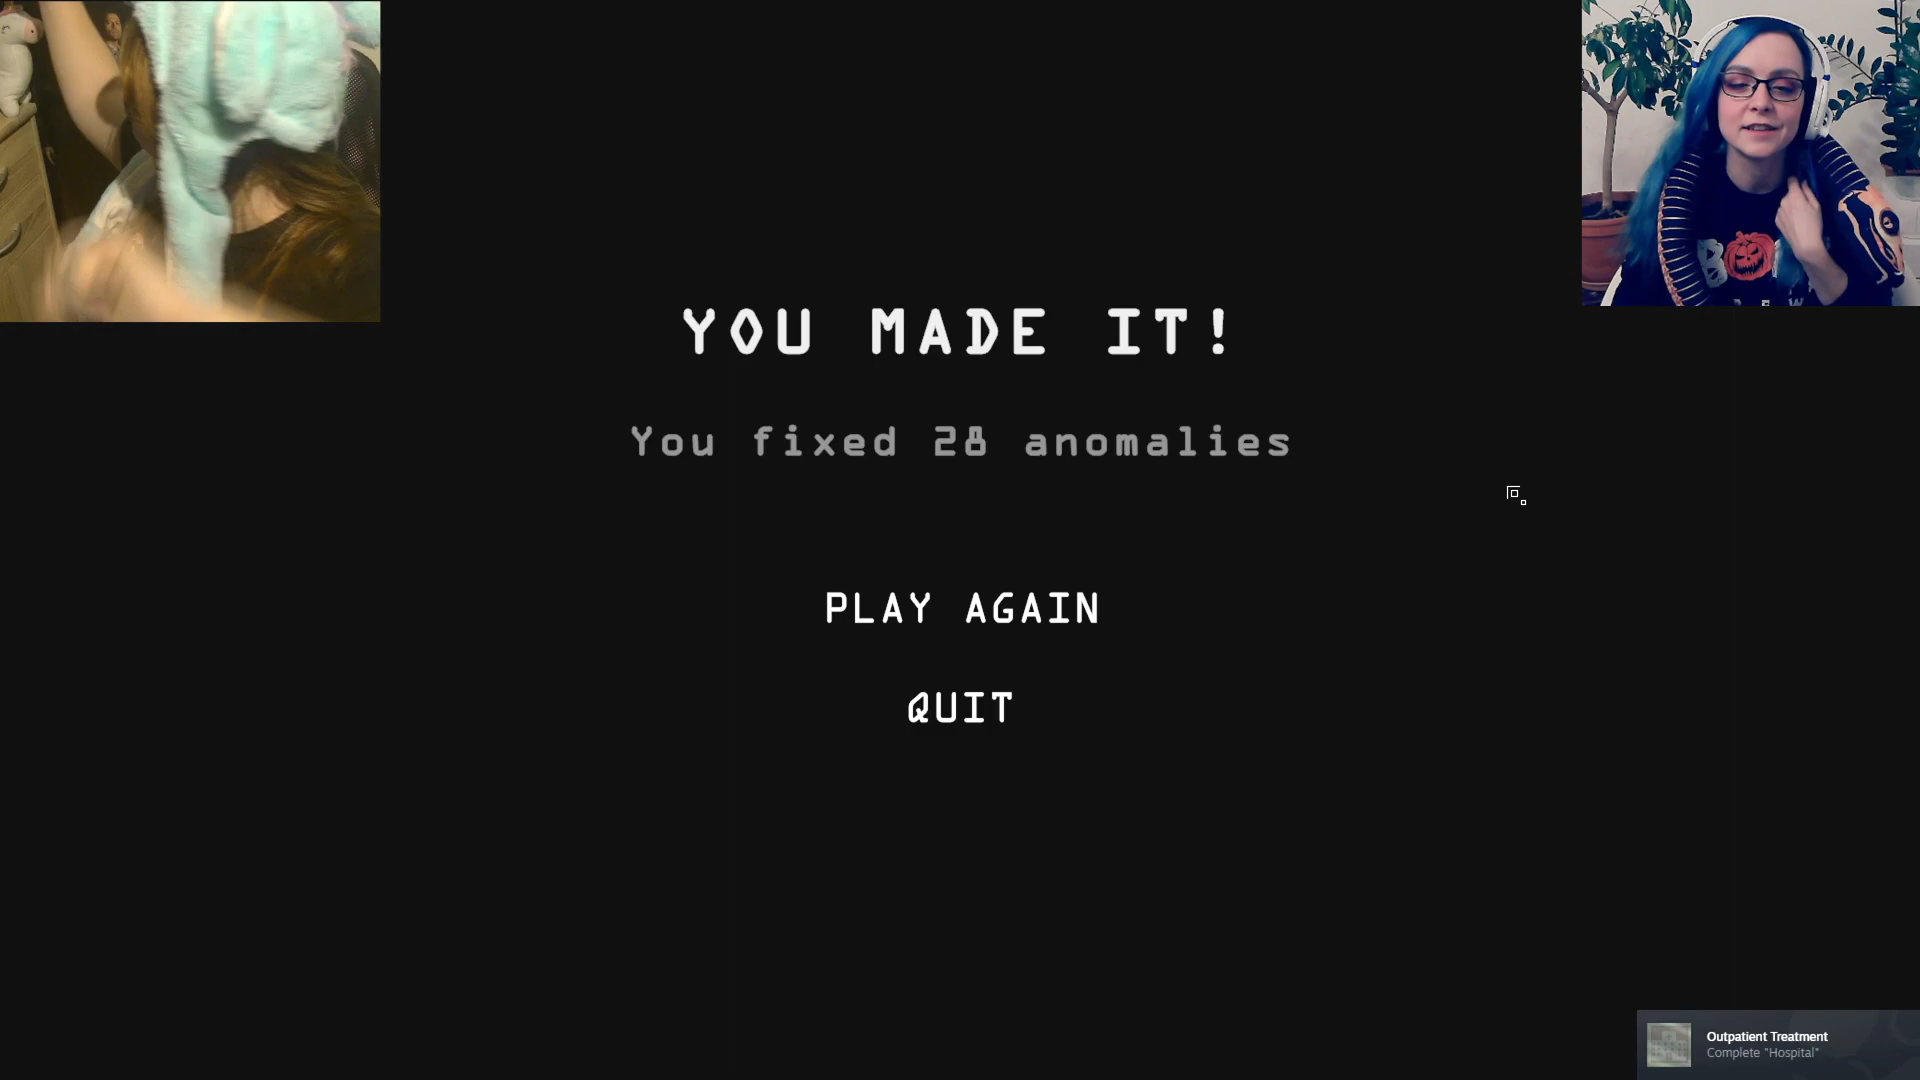 YOU MADE IT!
You fixed 28 anomalies
PLAY AGAIN
QUIT
Outpatient Treatment
Complete "Hospital"